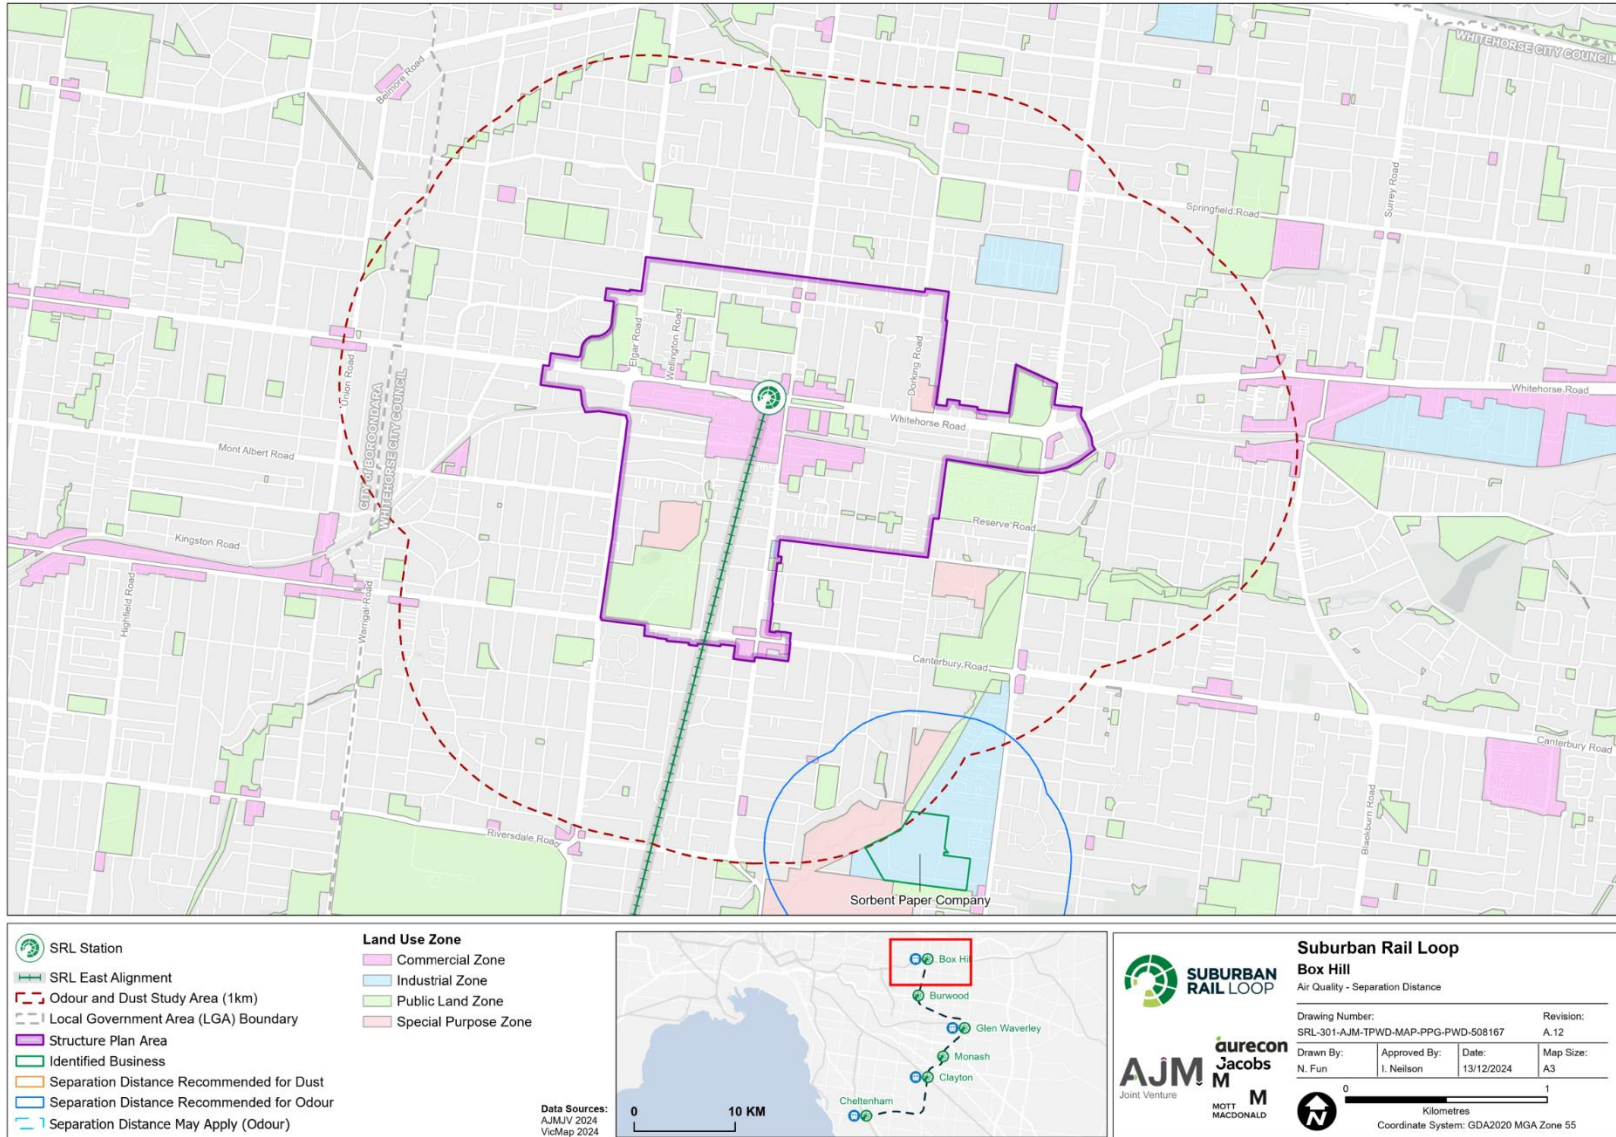 WHITEHORSE CITY COUNCIL
Belmore Road
Springfield Road
Surrey Road
Union Road
Elgar Road
Wellington Road
Dorking Road
Whitehorse Road
Whitehorse Road
CITY of BOROONDARA
WHITEHORSE CITY COUNCIL
Mont Albert Road
Kingston Road
Reserve Road
Highfield Road
Warrigal Road
Canterbury Road
Canterbury Road
Blackburn Road
Riversdale Road
Sorbent Paper Company
SRL Station
SRL East Alignment
Odour and Dust Study Area (1km)
Local Government Area (LGA) Boundary
Structure Plan Area
Identified Business
Separation Distance Recommended for Dust
Separation Distance Recommended for Odour
Separation Distance May Apply (Odour)
Land Use Zone
Commercial Zone
Industrial Zone
Public Land Zone
Special Purpose Zone
Data Sources:
AJMJV 2024
VicMap 2024
Box Hill
Burwood
Glen Waverley
Monash
Clayton
Cheltenham
0 10 KM
SUBURBAN
RAIL LOOP
AJM
Joint Venture
aurecon
Jacobs
M
M M
MOTT
MACDONALD
Suburban Rail Loop
Box Hill
Air Quality - Separation Distance
Drawing Number: Revision:
SRL-301-AJM-TPWD-MAP-PPG-PWD-508167 A.12
Drawn By: Approved By: Date: Map Size:
N. Fun I. Neilson 13/12/2024 A3
N
0 1
Kilometres
Coordinate System: GDA2020 MGA Zone 55